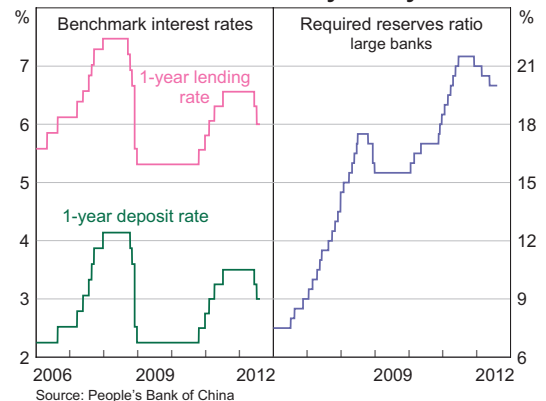 %
%
Benchmark interest rates
Required reserves ratio
large banks
7
21
1-year lending
rate
6
18
5
15
1-year deposit rate
4
12
3
9
2
6
2006
2009
2012
2009
2012
Source: People's Bank of China